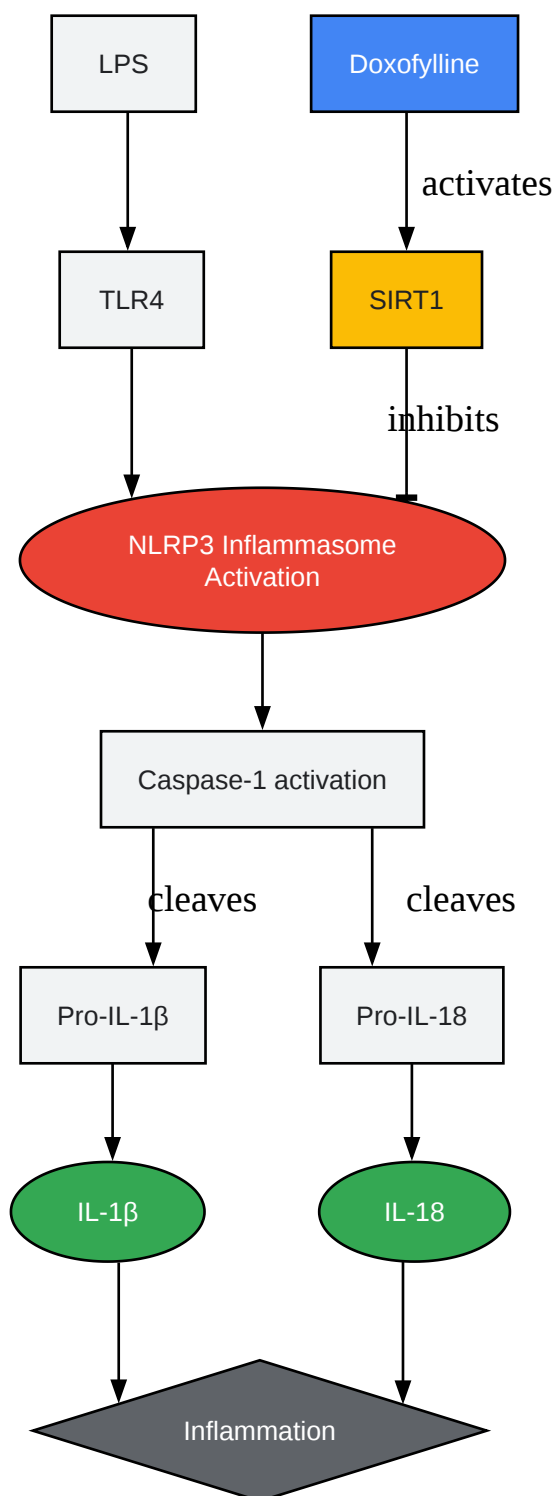 LPS
Doxofylline
activates
TLR4
SIRT1
inhibits
NLRP3 Inflammasome
Activation
Caspase-1 activation
cleaves
cleaves
Pro-IL-1β
Pro-IL-18
IL-1β
IL-18
Inflammation